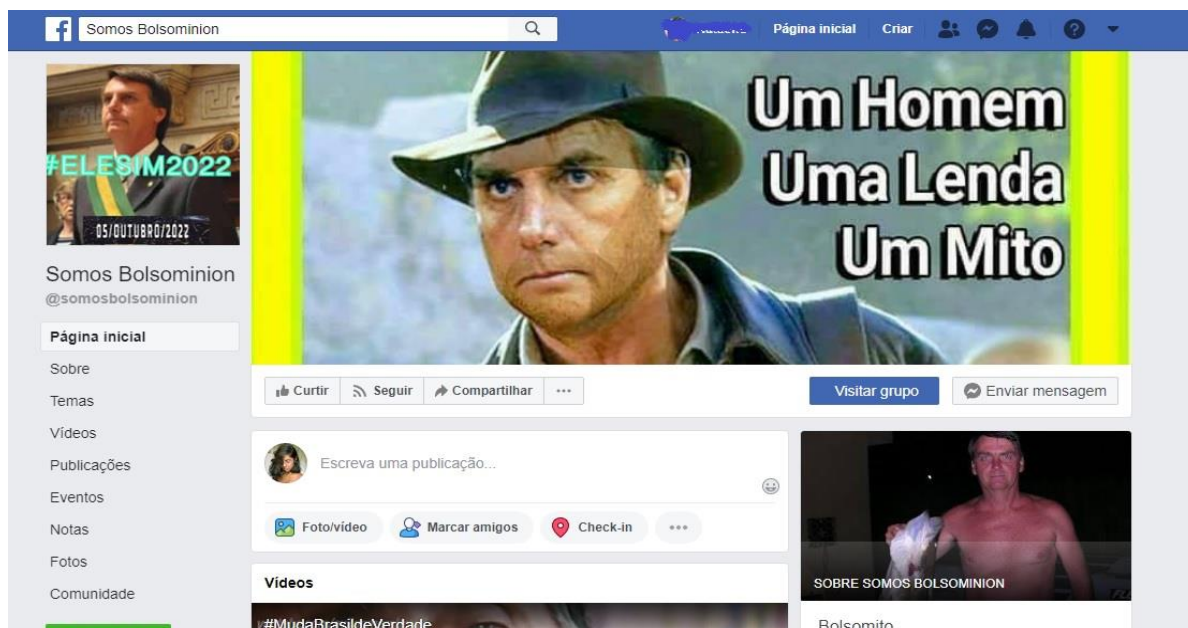 Somos Bolsominion
Página inicial
Criar
#ELESIM2022
05/OUTUBRO/2022
Um Homem
Uma Lenda
Um Mito
Somos Bolsominion
@somosbolsominion
Página inicial
Sobre
Temas
Vídeos
Publicações
Eventos
Notas
Fotos
Comunidade
Curtir
Seguir
Compartilhar
Visitar grupo
Enviar mensagem
Escreva uma publicação...
Foto/vídeo
Marcar amigos
Check-in
Vídeos
#MudaBrasildeVerdade
SOBRE SOMOS BOLSOMINION
Bolsomito